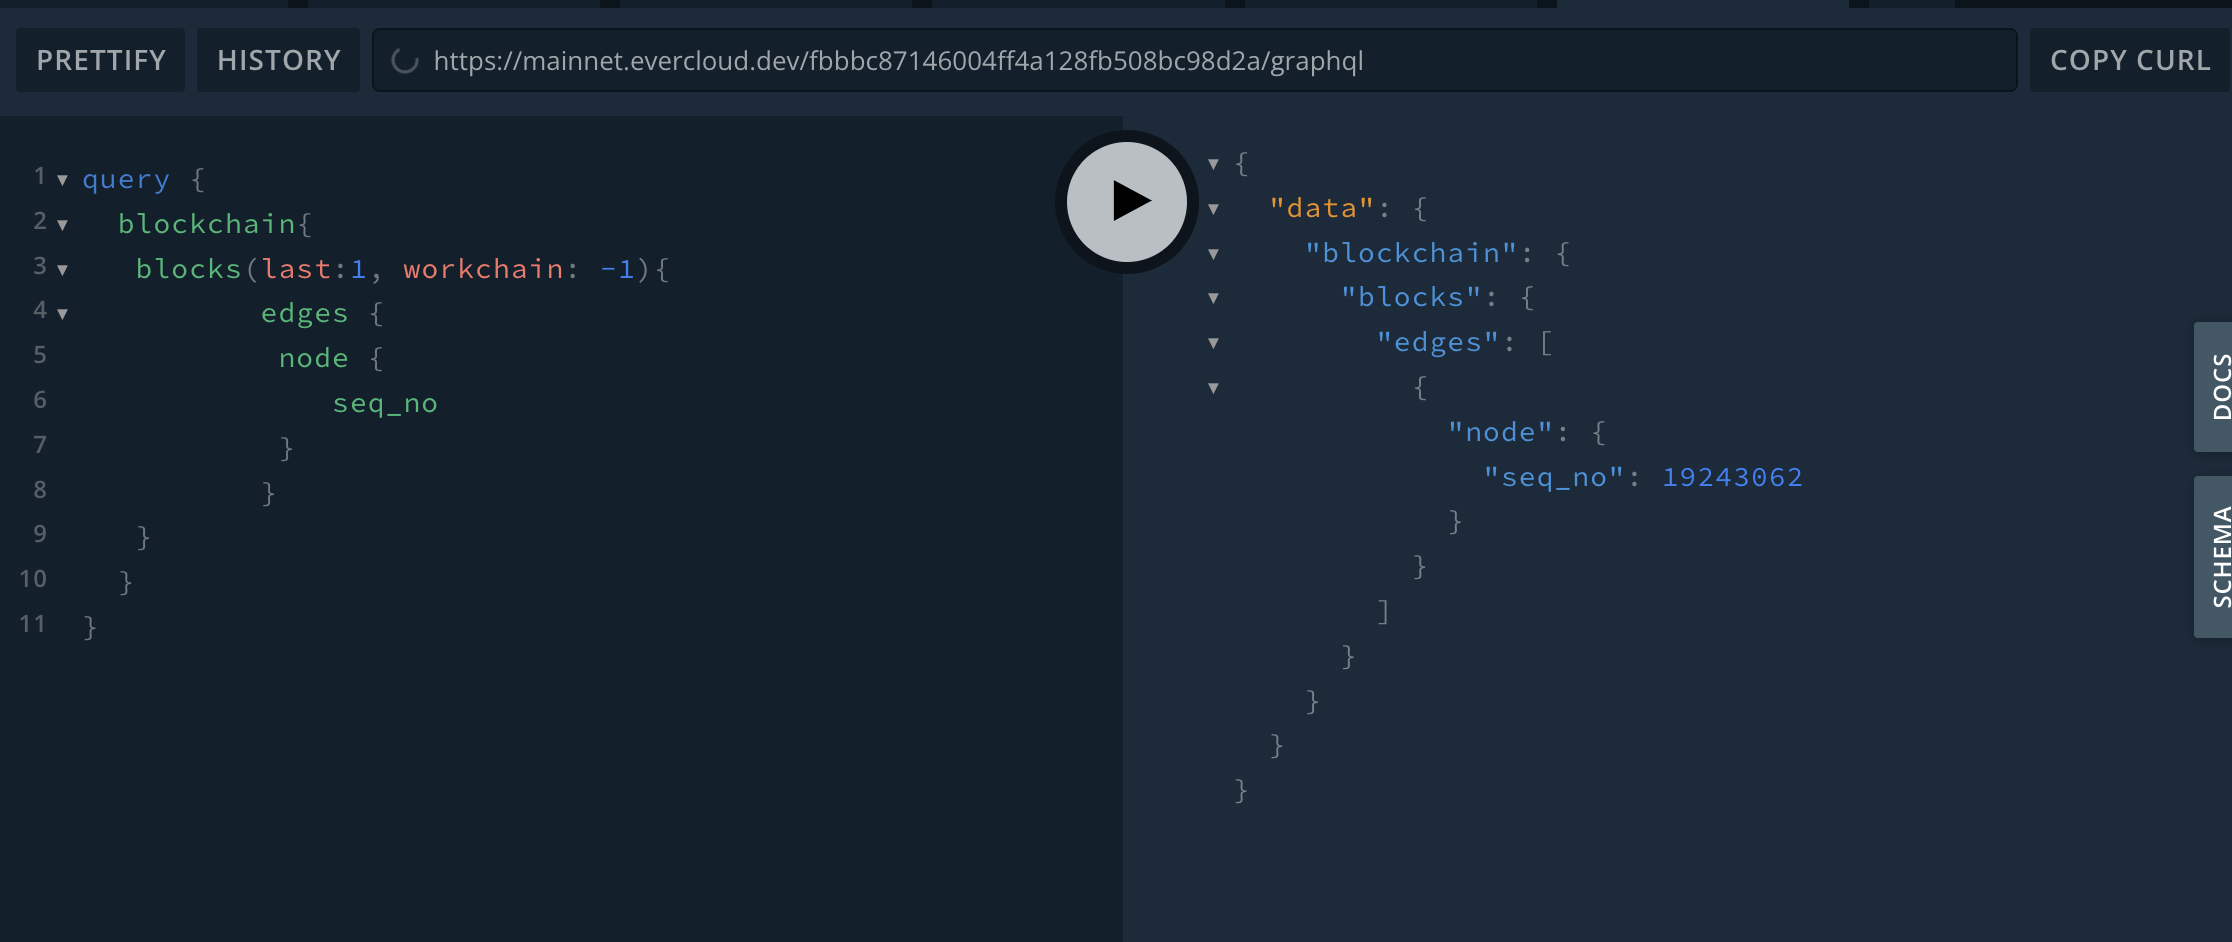 PRETTIFY HISTORY https://mainnet.evercloud.dev/fbbbc87146004ff4a128fb508bc98d2a/graphql COPY CURL
1 query {
2 blockchain{
3 blocks(last:1, workchain: -1){
4 edges {
5 node {
6 seq_no
7 }
8 }
9 }
10 }
11 }
{
"data": {
"blockchain": {
"blocks": {
"edges": [
{
"node": {
"seq_no": 19243062
}
}
]
}
}
}
}
DOCS
SCHEMA